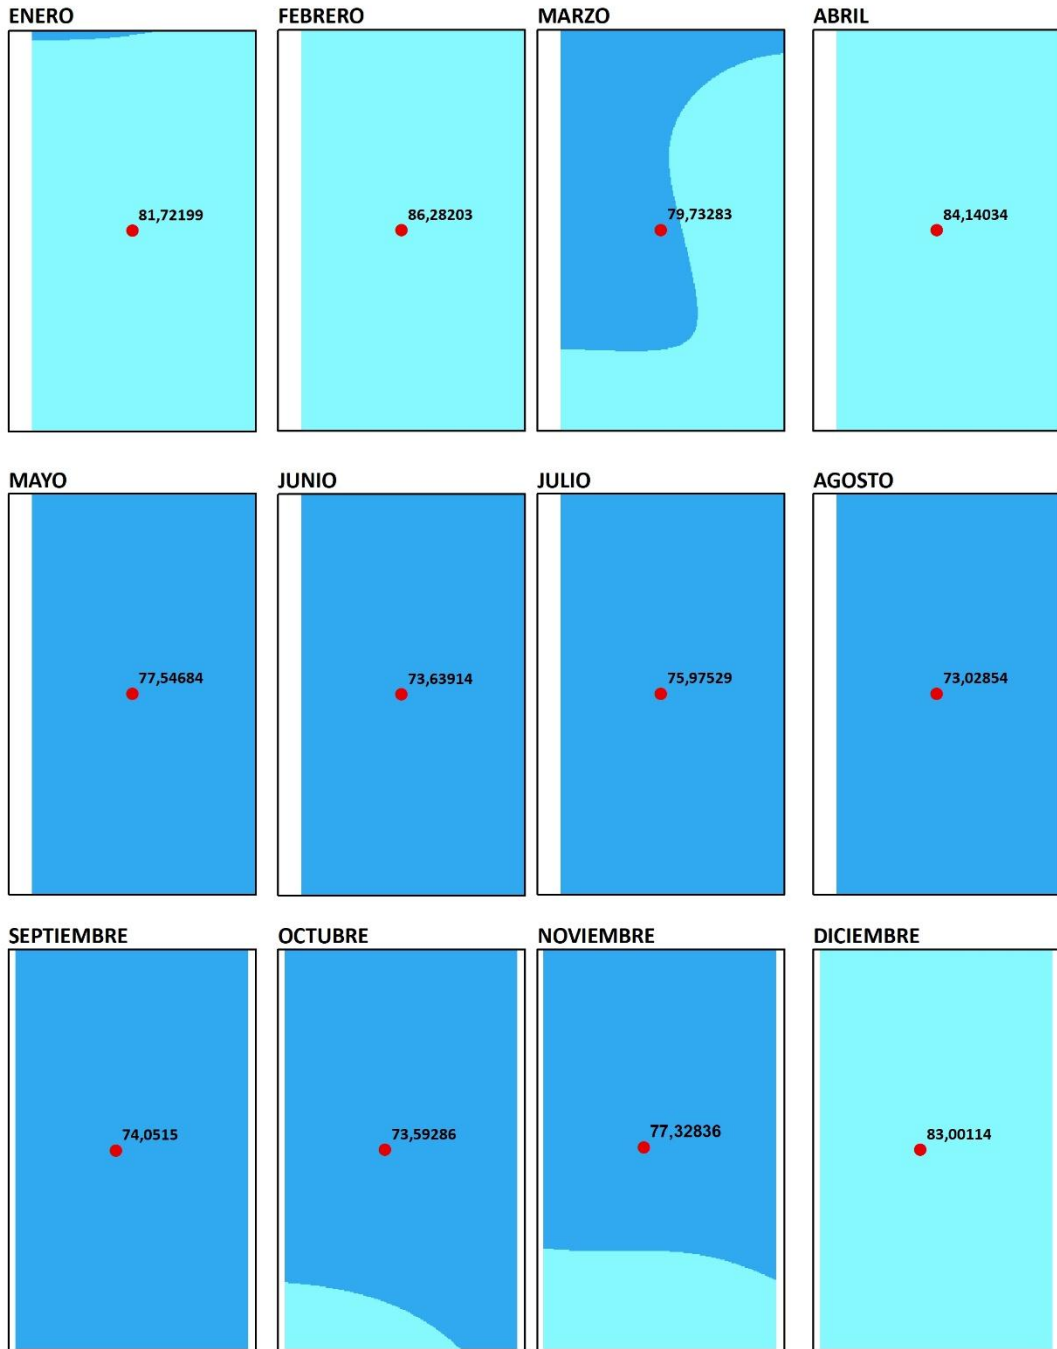 ENERO
FEBRERO
MARZO
ABRIL
81,72199
86,28203
79,73283
84,14034
MAYO
JUNIO
JULIO
AGOSTO
77,54684
73,63914
75,97529
73,02854
SEPTIEMBRE
OCTUBRE
NOVIEMBRE
DICIEMBRE
74,0515
73,59286
77,32836
83,00114